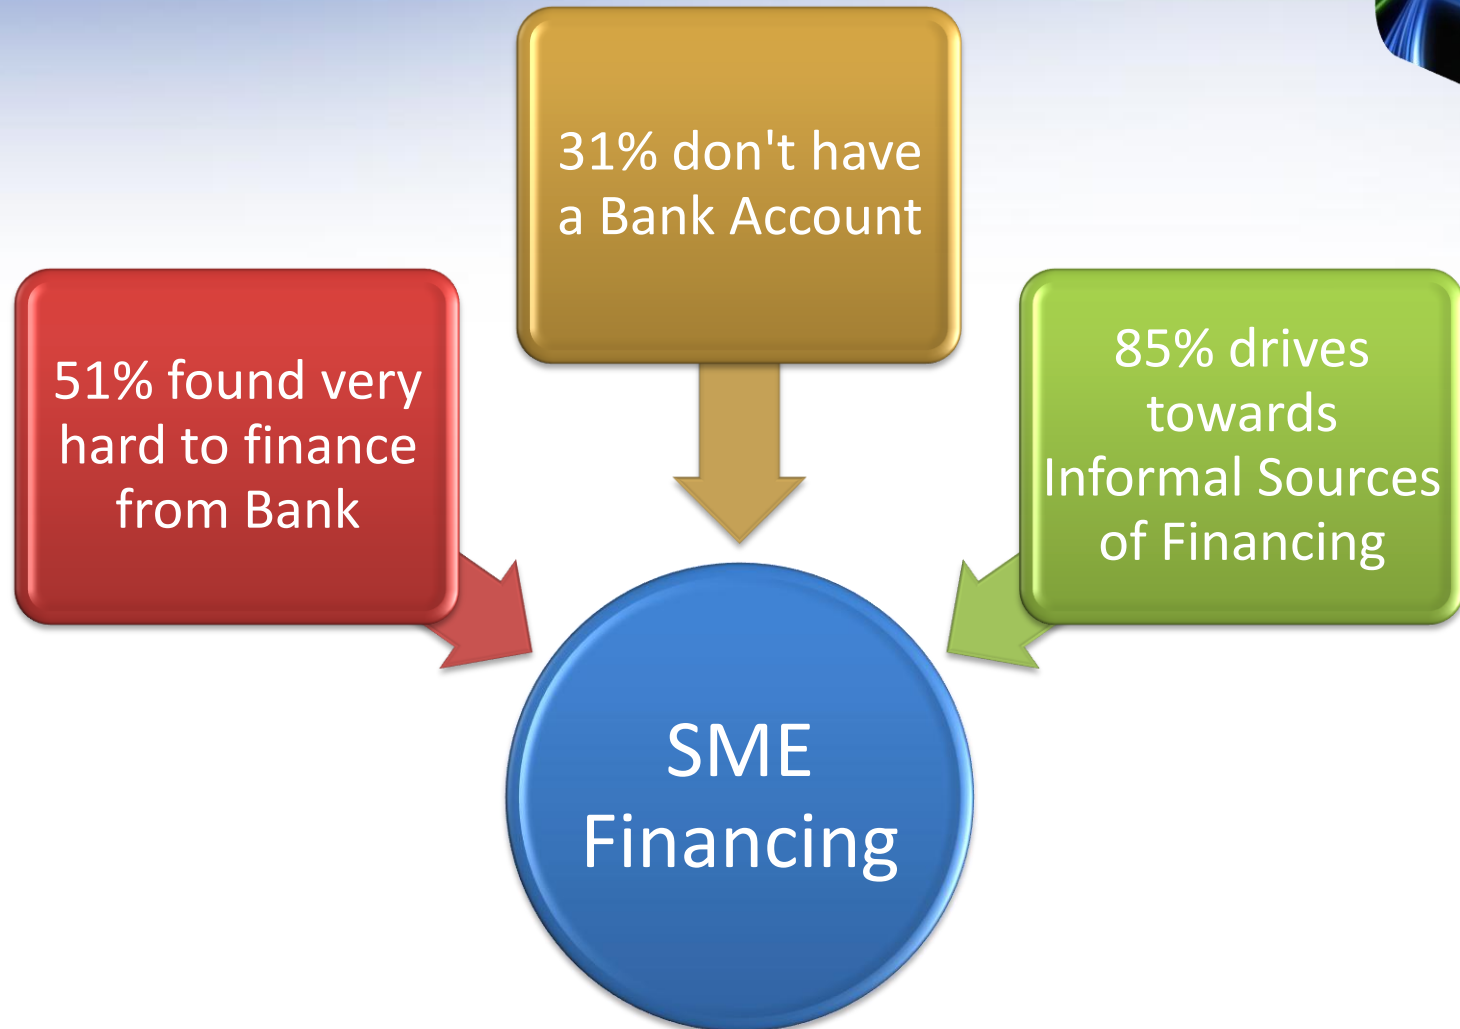 31% don't have
a Bank Account
51% found very
hard to finance
from Bank
85% drives
towards
Informal Sources
of Financing
SME
Financing